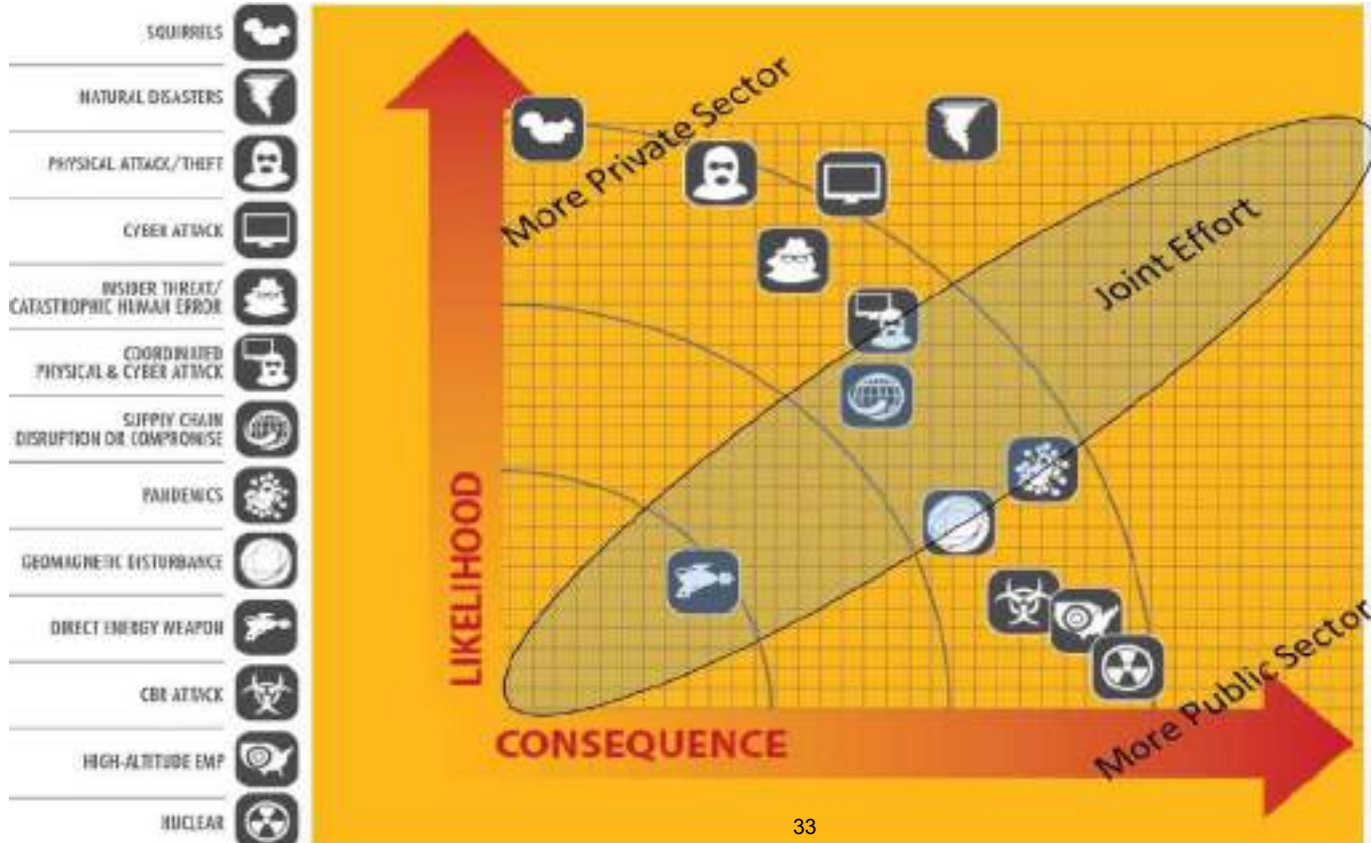 SQUIRRELS
NATURAL DISASTERS
PHYSICAL ATTACK/THEFT
CYBER ATTACK
INSIDER THREAT/
CATASTROPHIC HUMAN ERROR
COORDINATED
PHYSICAL & CYBER ATTACK
SUPPLY CHAIN
DISRUPTION OR COMPROMISE
PANDEMICS
GEOMAGNETIC DISTURBANCE
DIRECT ENERGY WEAPON
CBR ATTACK
HIGH-ALTITUDE EMP
NUCLEAR
More Private Sector
Joint Effort
More Public Sector
LIKELIHOOD
CONSEQUENCE
33